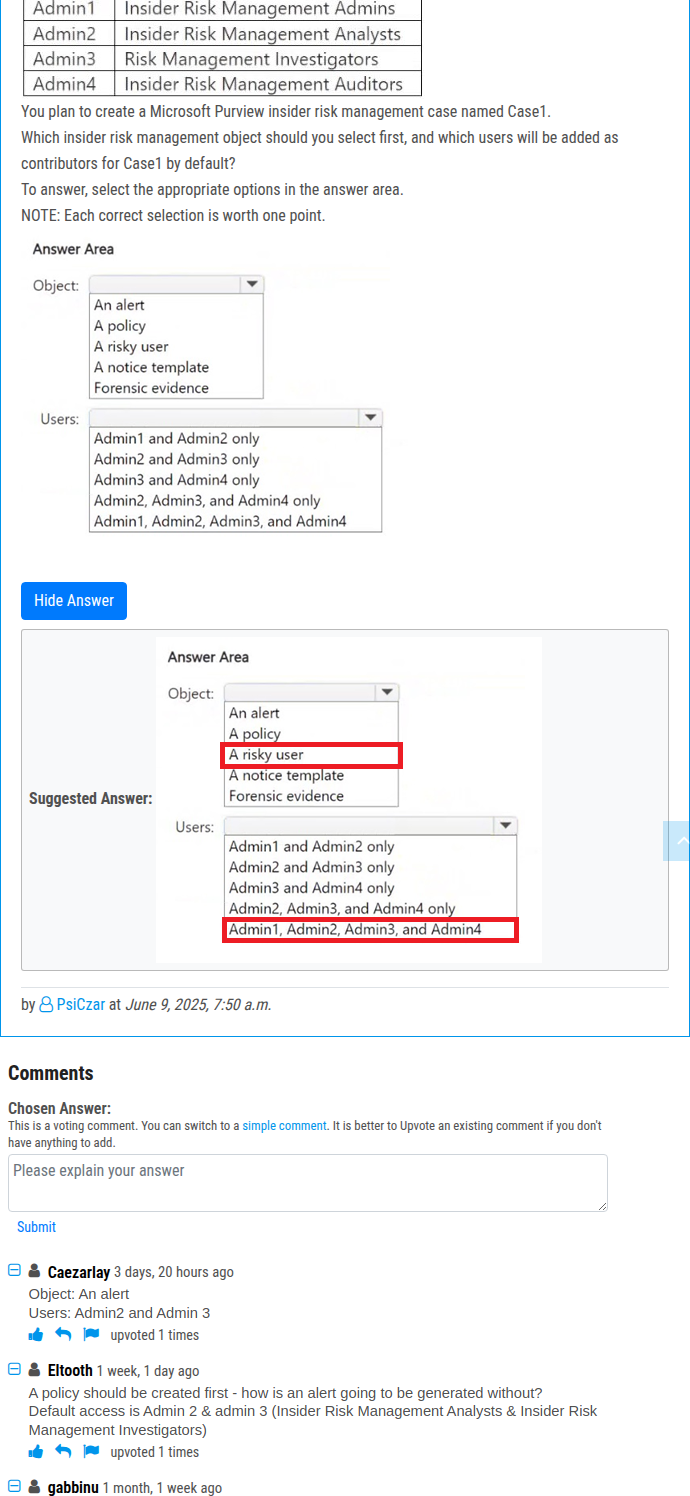 Admin1 Insider Risk Management Admins
Admin2 Insider Risk Management Analysts
Admin3 Risk Management Investigators
Admin4 Insider Risk Management Auditors
You plan to create a Microsoft Purview insider risk management case named Case1.
Which insider risk management object should you select first, and which users will be added as
contributors for Case1 by default?
To answer, select the appropriate options in the answer area.
NOTE: Each correct selection is worth one point.
Answer Area
Object:
An alert
A policy
A risky user
A notice template
Forensic evidence
Users:
Admin1 and Admin2 only
Admin2 and Admin3 only
Admin3 and Admin4 only
Admin2, Admin3, and Admin4 only
Admin1, Admin2, Admin3, and Admin4
Hide Answer
Suggested Answer:
Answer Area
Object:
An alert
A policy
A risky user
A notice template
Forensic evidence
Users:
Admin1 and Admin2 only
Admin2 and Admin3 only
Admin3 and Admin4 only
Admin2, Admin3, and Admin4 only
Admin1, Admin2, Admin3, and Admin4
by PsiCzar at June 9, 2025, 7:50 a.m.
Comments
Chosen Answer:
This is a voting comment. You can switch to a simple comment. It is better to Upvote an existing comment if you don't
have anything to add.
Please explain your answer
Submit
Caezarlay 3 days, 20 hours ago
Object: An alert
Users: Admin2 and Admin 3
upvoted 1 times
Eltooth 1 week, 1 day ago
A policy should be created first - how is an alert going to be generated without?
Default access is Admin 2 & admin 3 (Insider Risk Management Analysts & Insider Risk
Management Investigators)
upvoted 1 times
gabbinu 1 month, 1 week ago